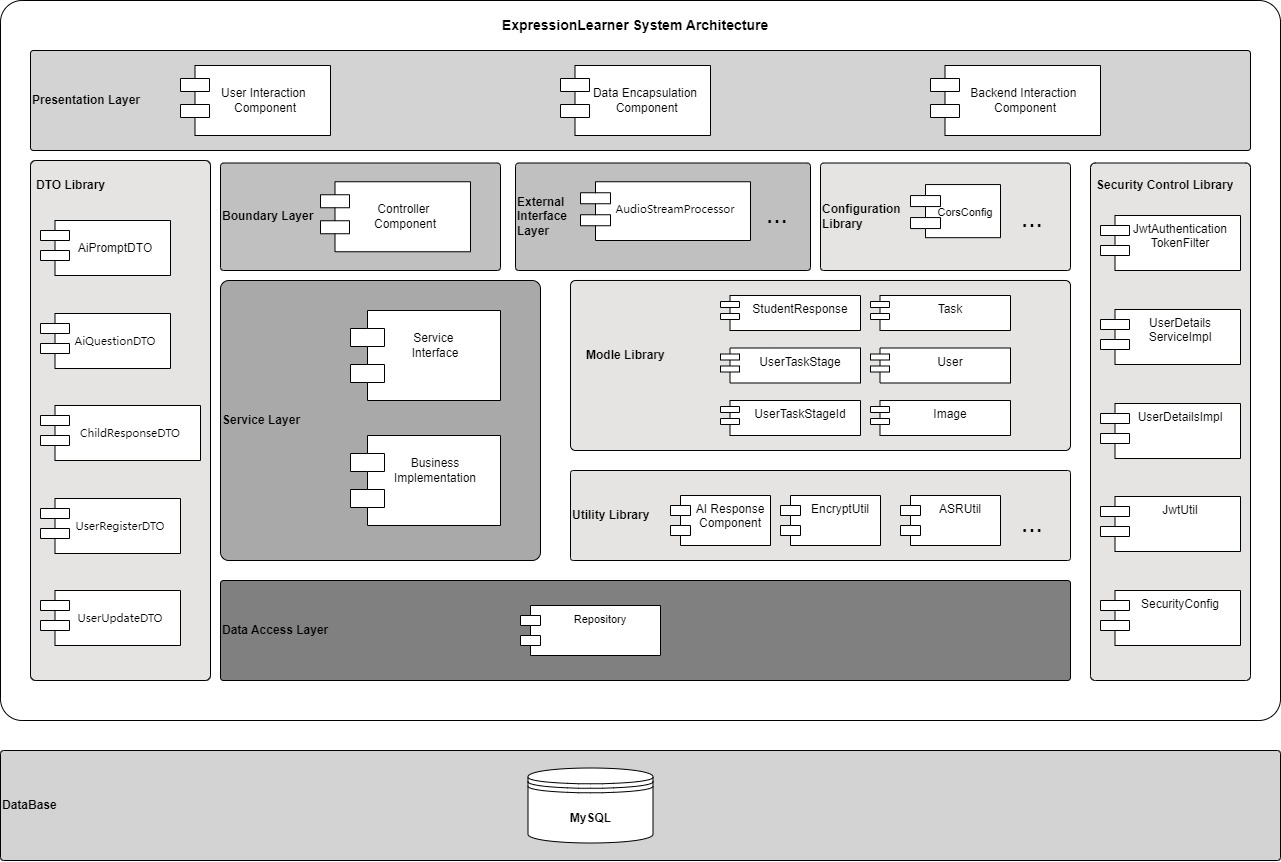 ExpressionLearner System Architecture
Presentation Layer
User Interaction
Component
Data Encapsulation
Component
Backend Interaction
Component
DTO Library
AiPromptDTO
AiQuestionDTO
ChildResponseDTO
UserRegisterDTO
UserUpdateDTO
Boundary Layer
Controller
Component
External
Interface
Layer
AudioStreamProcessor
...
Configuration
Library
CorsConfig
...
Security Control Library
JwtAuthentication
TokenFilter
UserDetails
ServiceImpl
UserDetailsImpl
JwtUtil
SecurityConfig
Service Layer
Service
Interface
Business
Implementation
Modle Library
StudentResponse
Task
UserTaskStage
User
UserTaskStageId
Image
Utility Library
AI Response
Component
EncryptUtil
ASRUtil
...
Data Access Layer
Repository
DataBase
MySQL